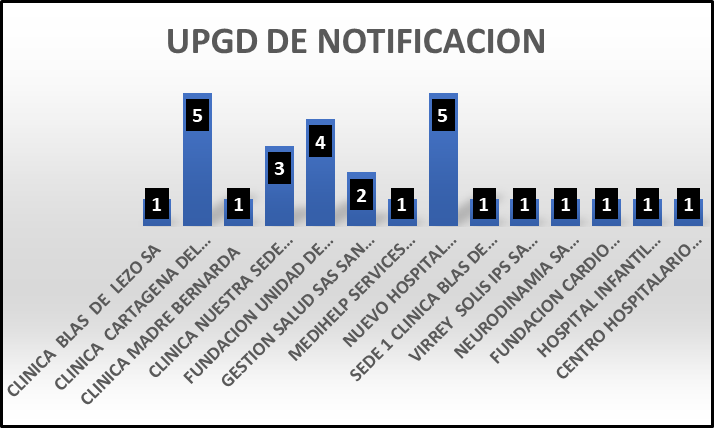 UPGD DE NOTIFICACION
1
5
1
3
4
2
1
5
1
1
1
1
1
1
CLINICA BLAS DE LEZO SA
CLINICA CARTAGENA DEL...
CLINICA MADRE BERNARDA
CLINICA NUESTRA SEDE...
FUNDACION UNIDAD DE...
GESTION SALUD SAS SAN...
MEDIHELP SERVICES...
NUEVO HOSPITAL...
SEDE 1 CLINICA BLAS DE...
VIRREY SOLIS IPS SA...
NEURODINAMIA SA...
FUNDACION CARDIO...
HOSPITAL INFANTIL...
CENTRO HOSPITALARIO...